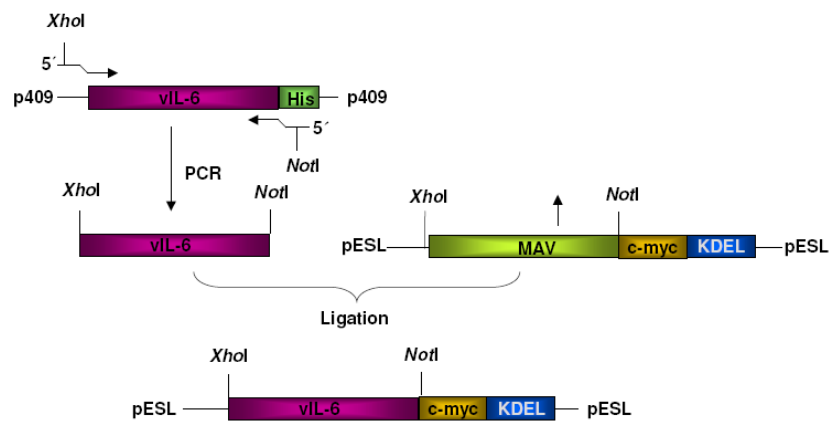 XhoI
5´
p409 vIL-6 His p409
5´
NotI
PCR
XhoI NotI XhoI NotI
vIL-6 pESL MAV c-myc KDEL pESL
Ligation
XhoI NotI
pESL vIL-6 c-myc KDEL pESL